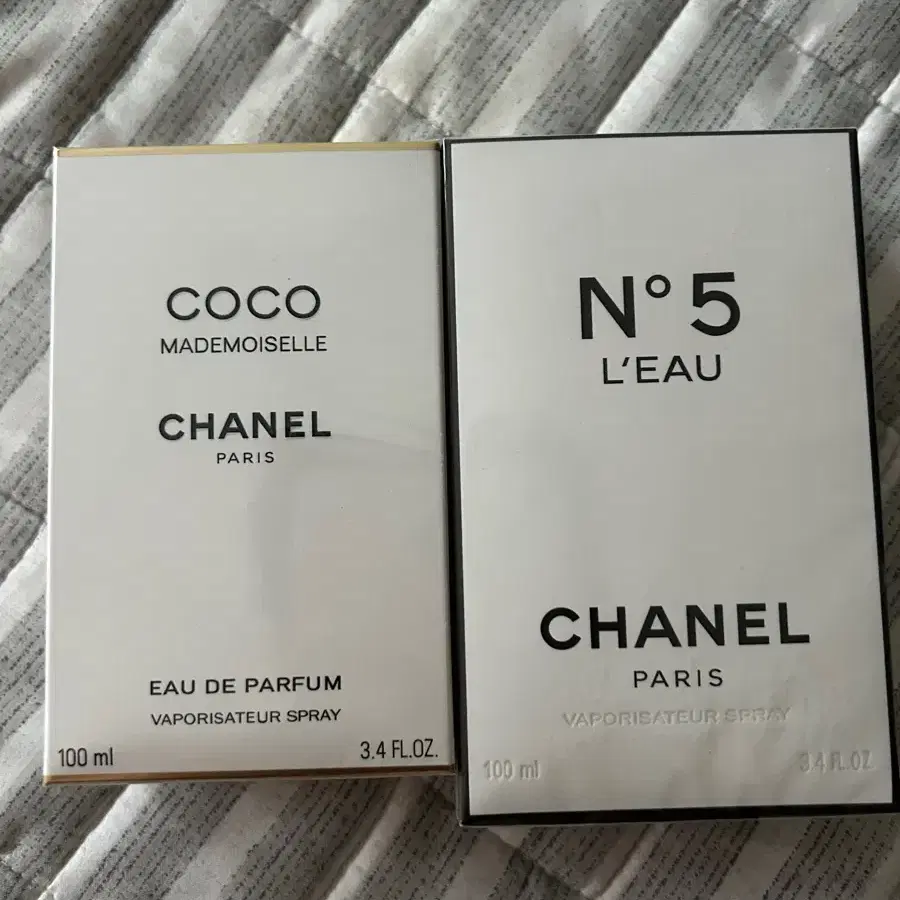 COCO
MADEMOISELLE
CHANEL
PARIS
EAU DE PARFUM
VAPORISATEUR SPRAY
100 ml 3.4 FL.OZ.
N° 5
L'EAU
CHANEL
PARIS
VAPORISATEUR SPRAY
100 ml 3.4 FL.OZ